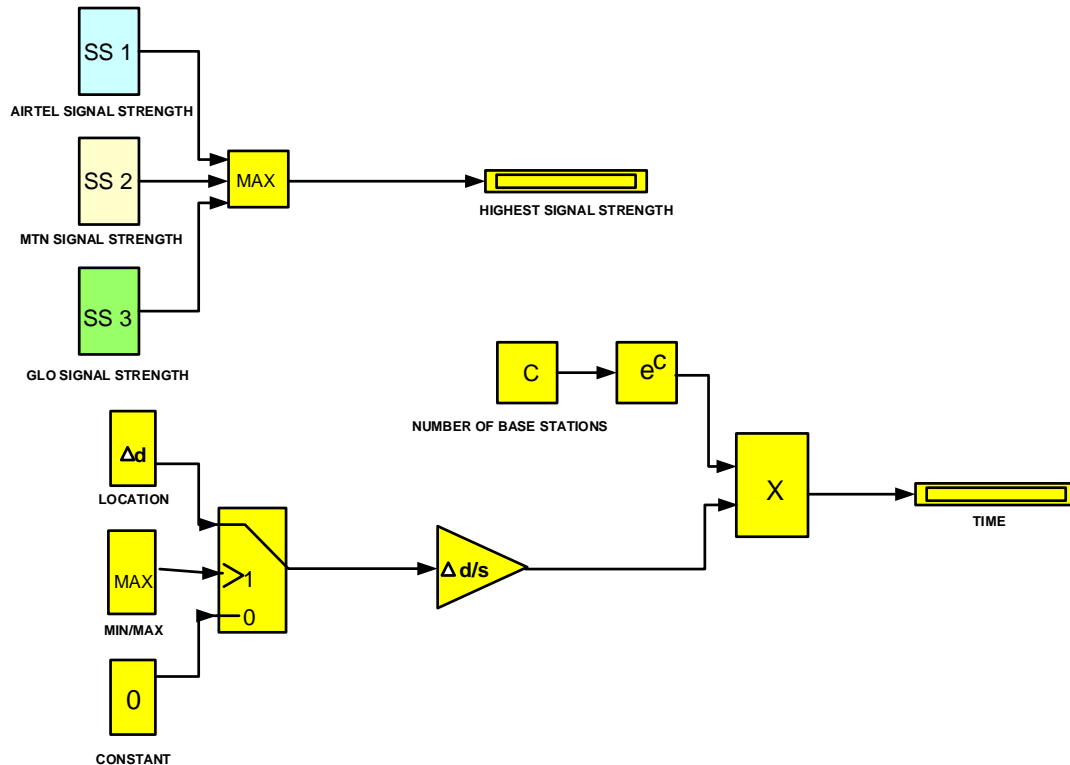 SS 1
AIRTEL SIGNAL STRENGTH
SS 2
MTN SIGNAL STRENGTH
SS 3
GLO SIGNAL STRENGTH
MAX
HIGHEST SIGNAL STRENGTH
C
e^c
NUMBER OF BASE STATIONS
Δd
LOCATION
MAX
MIN/MAX
0
CONSTANT
>1
0
Δ d/s
X
TIME